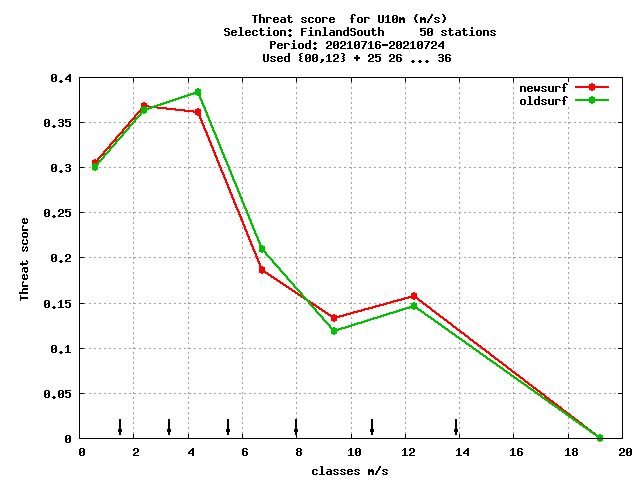 Threat score  for U10m (m/s)
Selection: FinlandSouth     50 stations
Period: 20210716-20210724
Used {00,12} + 25 26 ... 36
newsurf
oldsurf
0.4
0.35
0.3
0.25
0.2
0.15
0.1
0.05
0
Threat score
0 2 4 6 8 10 12 14 16 18 20
classes m/s